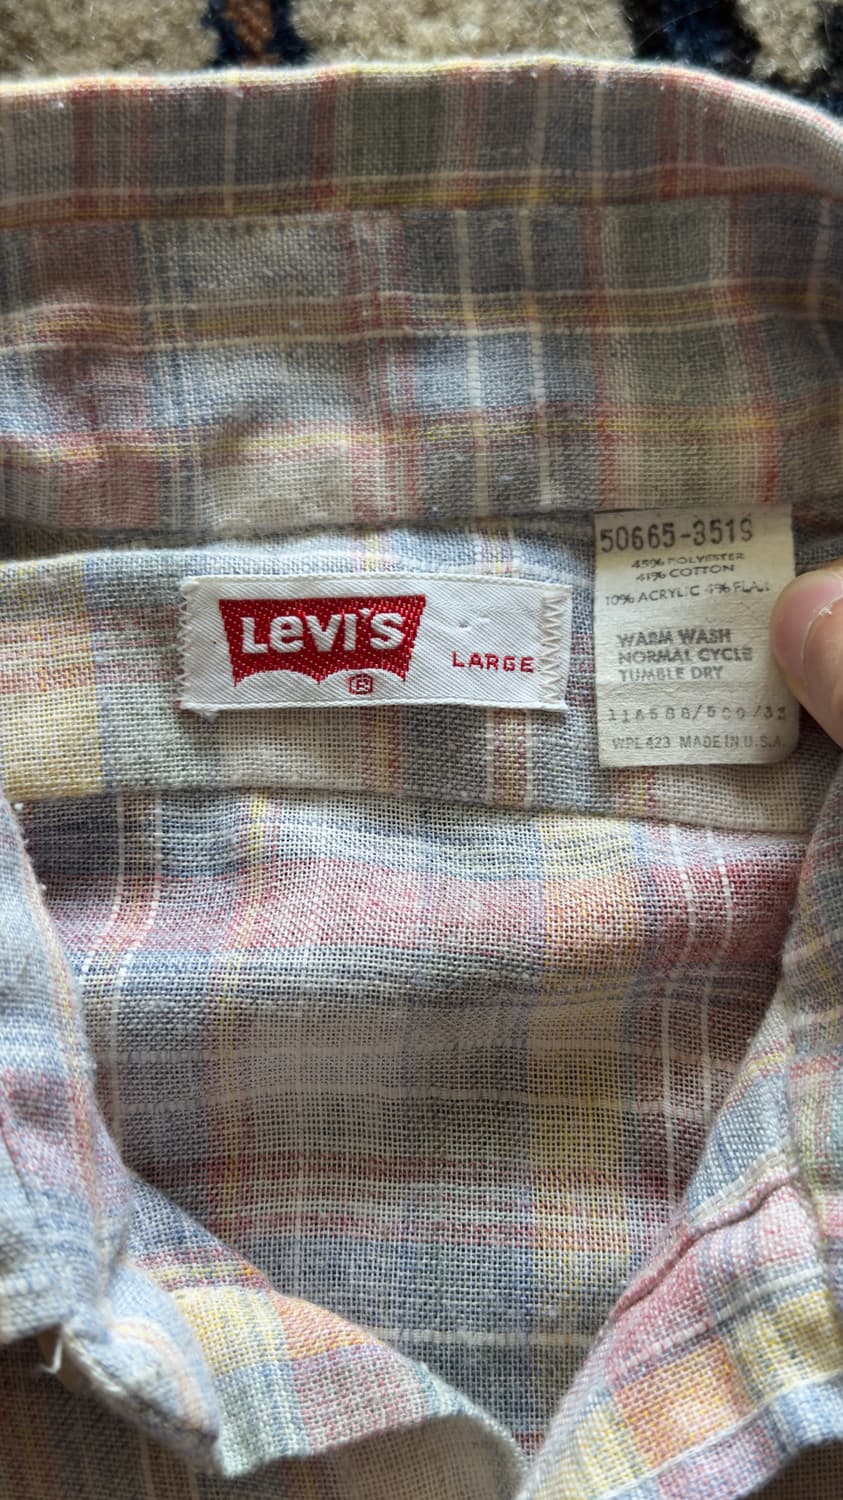 LEVI'S
®
LARGE
50665-3519
45% POLYESTER
41% COTTON
10% ACRYLIC 4% FLAX
WARM WASH
NORMAL CYCLE
TUMBLE DRY
WPL 423 MADE IN U.S.A.